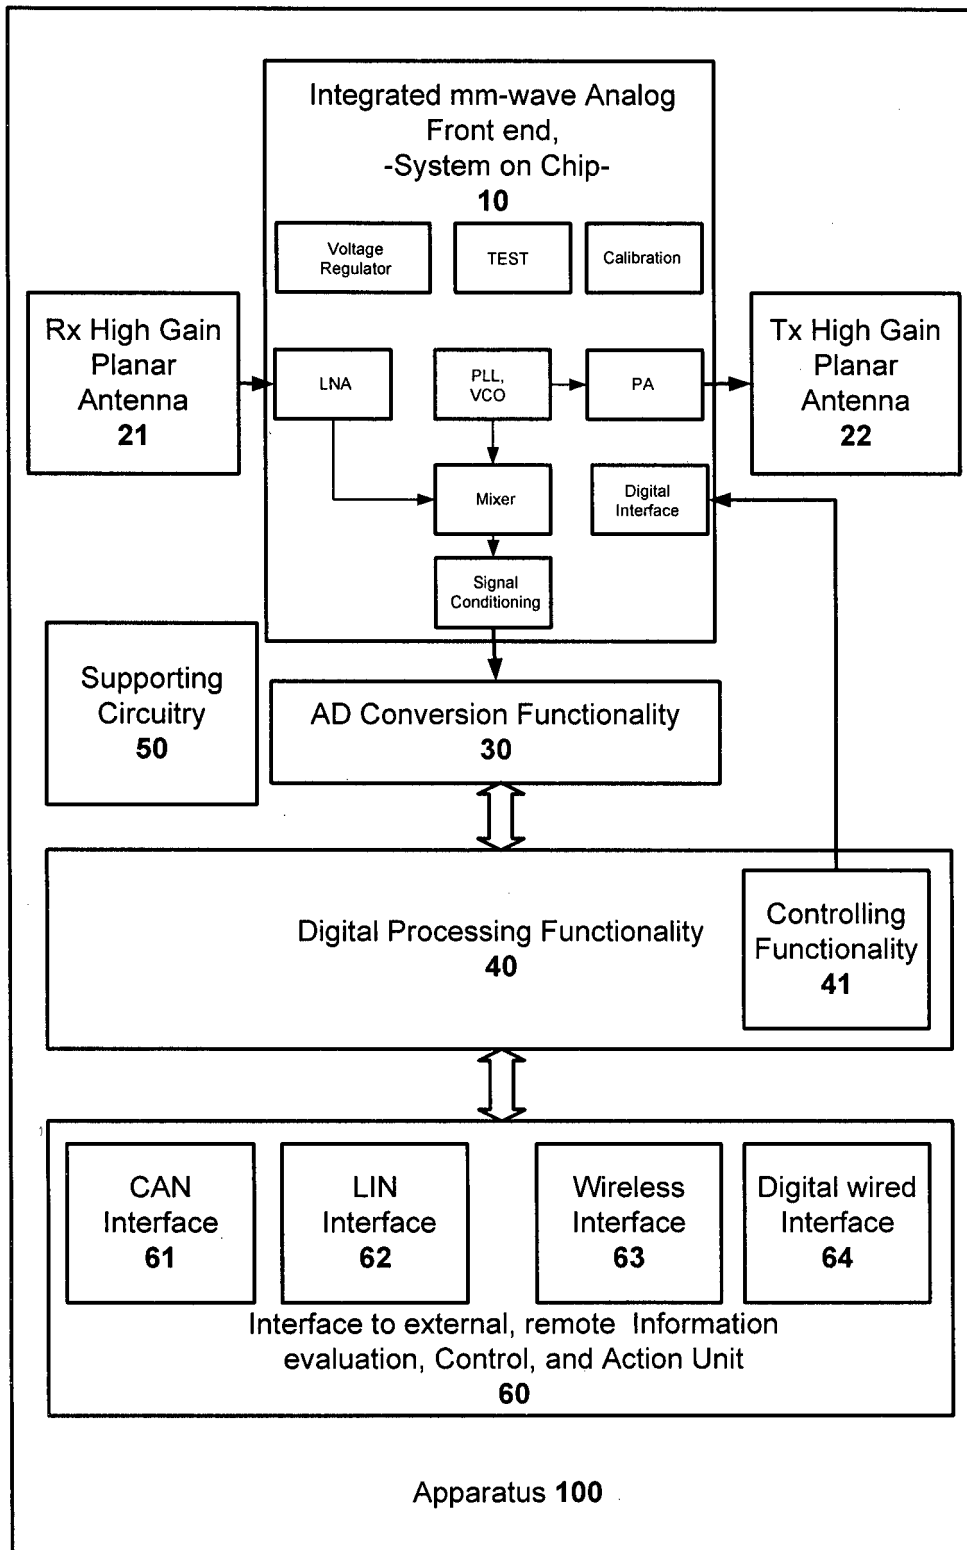 Integrated mm-wave Analog
Front end,
-System on Chip-
10
Voltage
Regulator
TEST
Calibration
Rx High Gain
Planar
Antenna
21
LNA
PLL,
VCO
PA
Tx High Gain
Planar
Antenna
22
Mixer
Digital
Interface
Signal
Conditioning
Supporting
Circuitry
50
AD Conversion Functionality
30
Digital Processing Functionality
40
Controlling
Functionality
41
CAN
Interface
61
LIN
Interface
62
Wireless
Interface
63
Digital wired
Interface
64
Interface to external, remote Information
evaluation, Control, and Action Unit
60
Apparatus 100